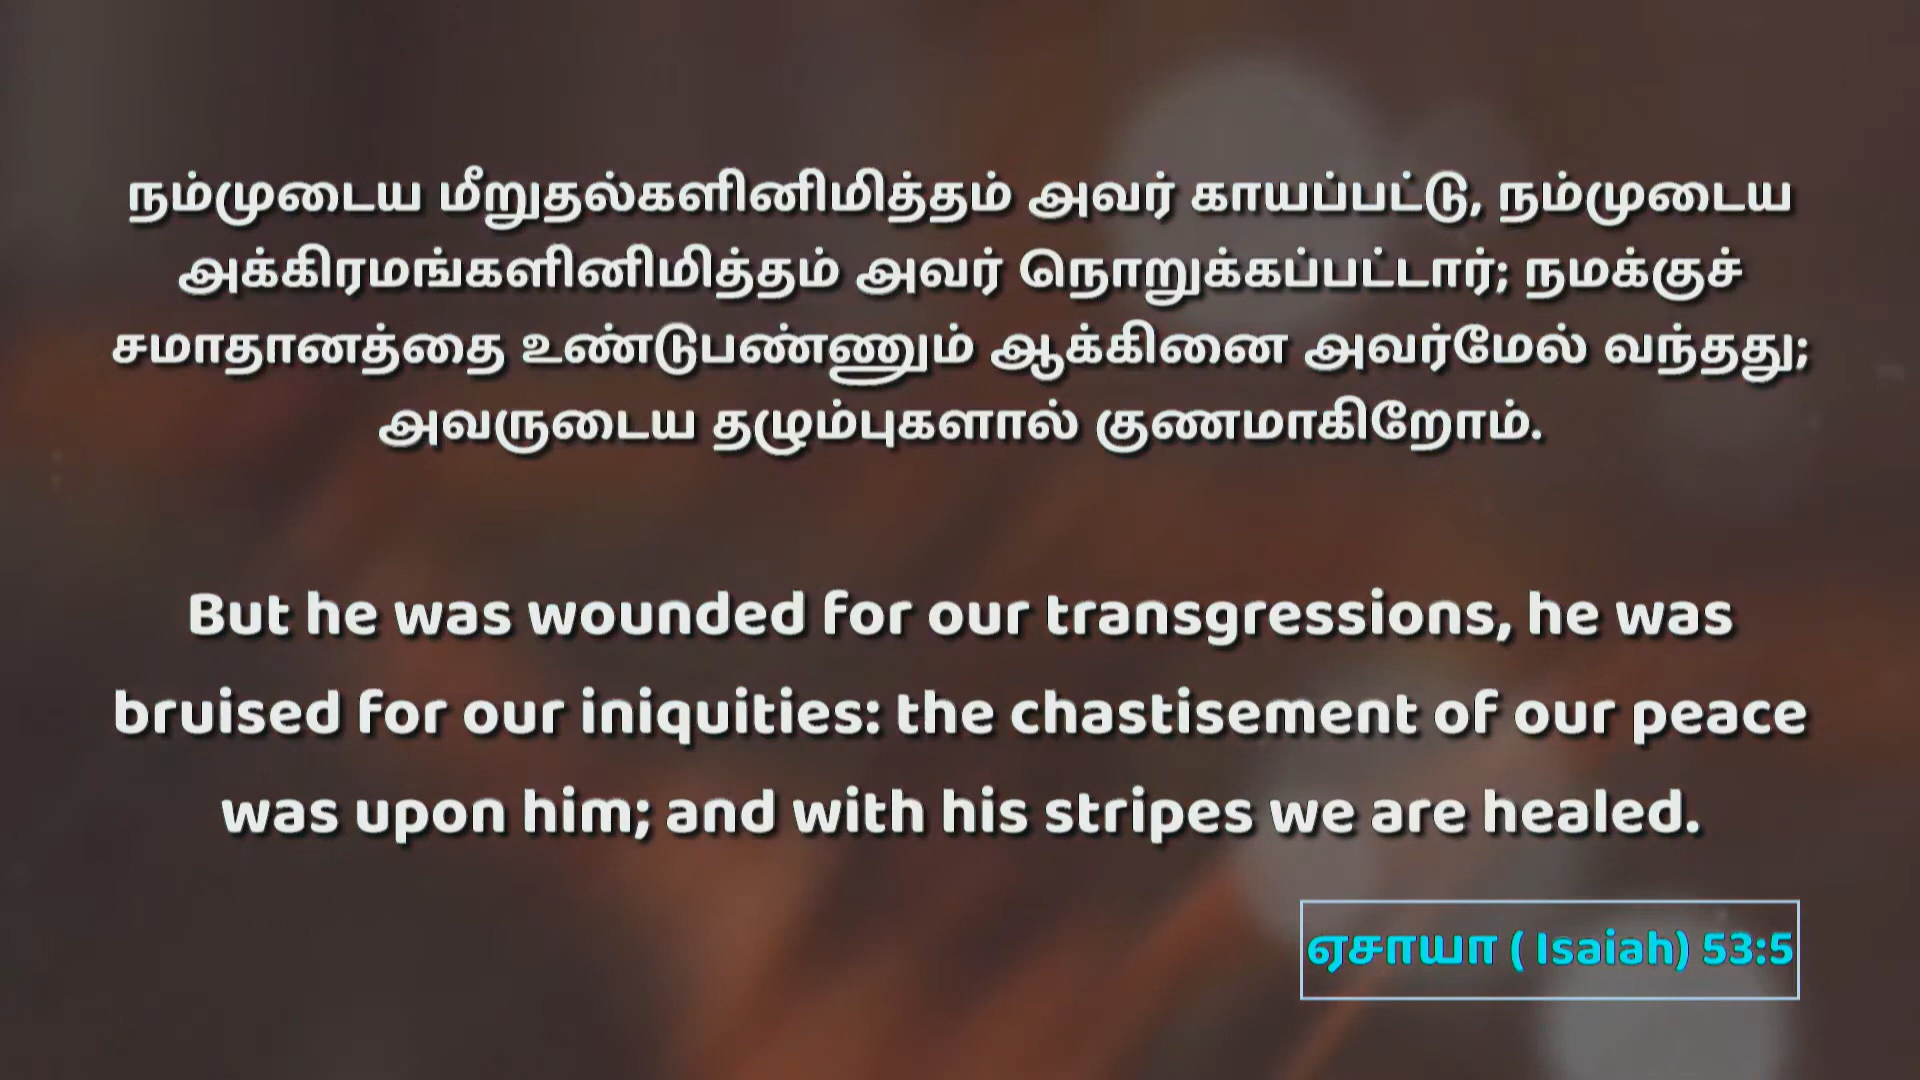 நம்முடைய மீறுதல்களினிமித்தம் அவர் காயப்பட்டு, நம்முடைய
அக்கிரமங்களினிமித்தம் அவர் நொறுக்கப்பட்டார்; நமக்குச்
சமாதானத்தை உண்டுபண்ணும் ஆக்கினை அவர்மேல் வந்தது;
அவருடைய தழும்புகளால் குணமாகிறோம்.
But he was wounded for our transgressions, he was
bruised for our iniquities: the chastisement of our peace
was upon him; and with his stripes we are healed.
ஏசாயா ( Isaiah) 53:5